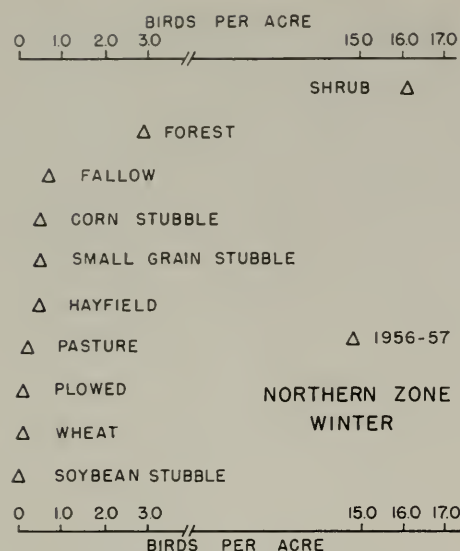 BIRDS PER ACRE
0 1.0 2.0 3.0 15.0 16.0 17.0
SHRUB
FOREST
FALLOW
CORN STUBBLE
SMALL GRAIN STUBBLE
HAYFIELD
1956-57
PASTURE
PLOWED
NORTHERN ZONE
WINTER
WHEAT
SOYBEAN STUBBLE
0 1.0 2.0 3.0 15.0 16.0 17.0
BIRDS PER ACRE